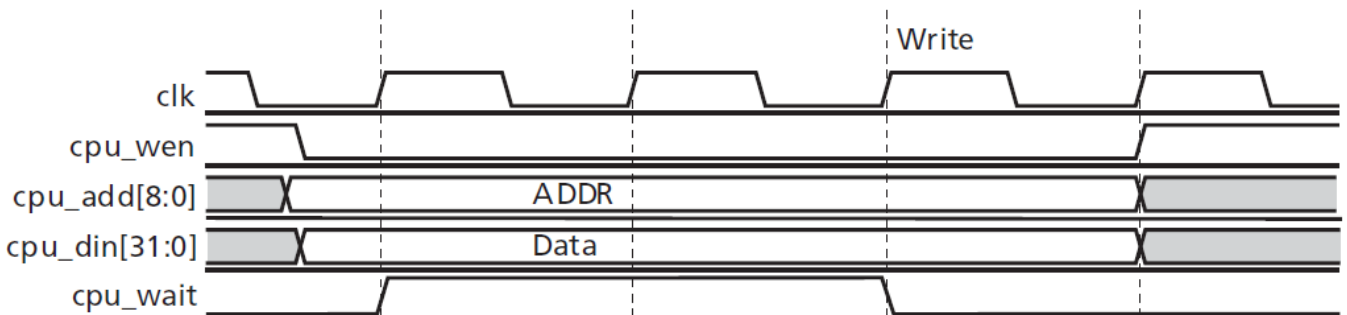 Write
clk
cpu_wen
cpu_add[8:0]
ADDR
cpu_din[31:0]
Data
cpu_wait